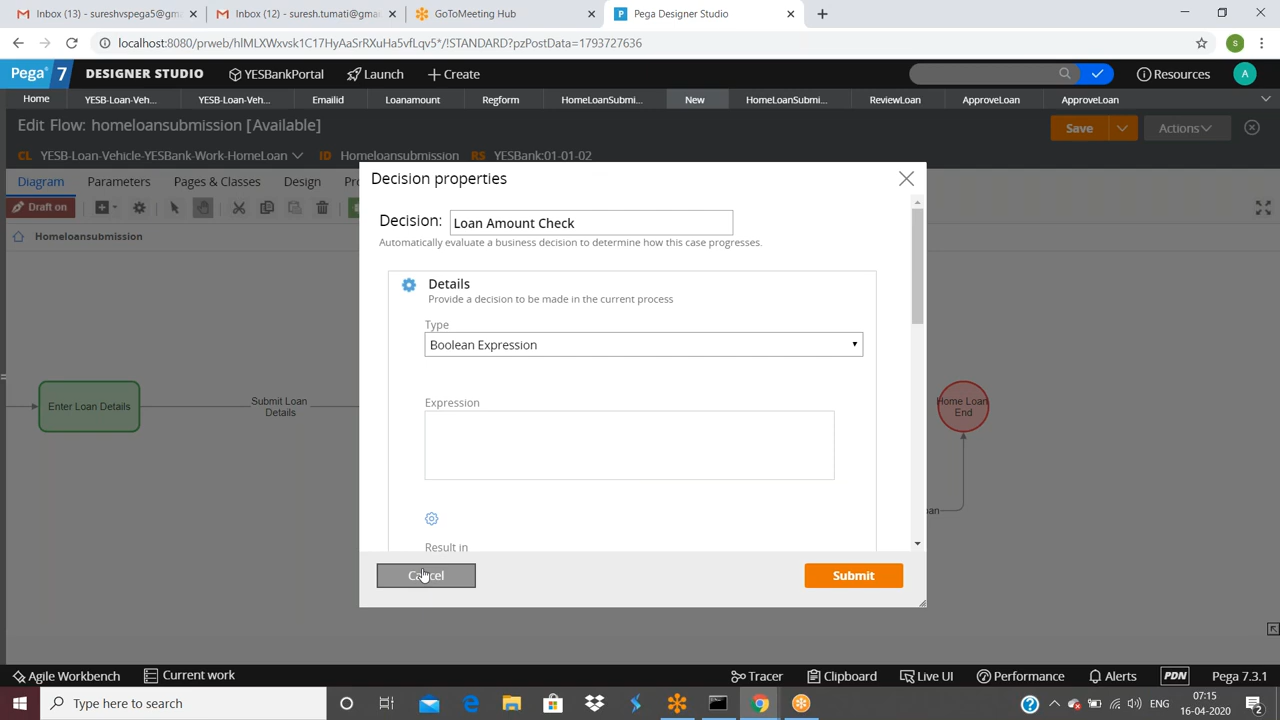 Inbox (13) - sureshvspega5@gm
Inbox (12) - suresh.tumati@gmai
GoToMeeting Hub
Pega Designer Studio
localhost:8080/prweb/hlMLXWxvsk1C17HyAaSrRXuHa5vfLqv5*/!STANDARD?pzPostData=1793727636
S
Pega 7
DESIGNER STUDIO
YESBankPortal
Launch
Create
Resources
A
Home
YESB-Loan-Veh...
YESB-Loan-Veh...
Emailid
Loanamount
Regform
HomeLoanSubmi...
New
HomeLoanSubmi...
ReviewLoan
ApproveLoan
ApproveLoan
Edit Flow: homeloansubmission [Available]
Save
Actions
CL YESB-Loan-Vehicle-YESBank-Work-HomeLoan ID Homeloansubmission RS YESBank:01-01-02
Diagram
Parameters
Pages & Classes
Design
Pr
Draft on
Homeloansubmission
Decision properties
Decision: Loan Amount Check
Automatically evaluate a business decision to determine how this case progresses.
Details
Provide a decision to be made in the current process
Type
Boolean Expression
Expression
Result in
Cancel
Submit
Enter Loan Details
Submit Loan
Details
Home Loan
End
oan
Agile Workbench
Current work
Tracer
Clipboard
Live UI
Performance
Alerts
PDN
Pega 7.3.1
Type here to search
ENG
07:15
16-04-2020
2